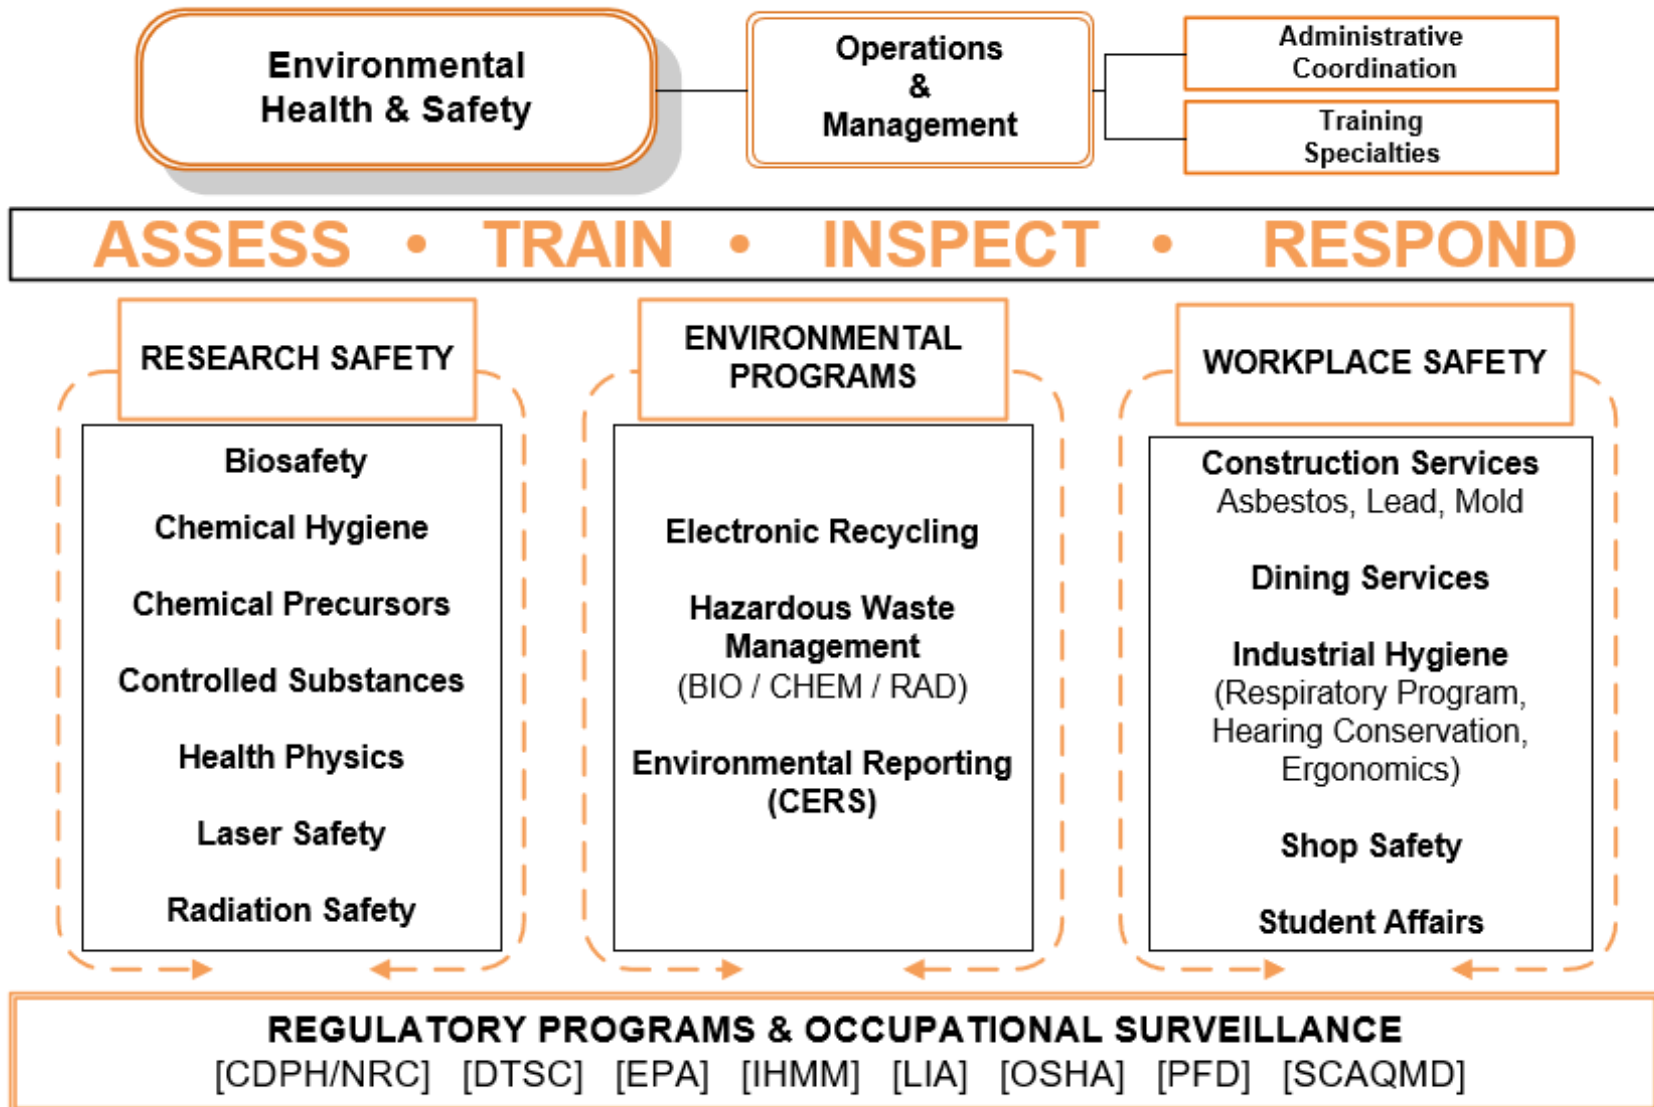 Environmental
Health & Safety
Operations
&
Management
Administrative
Coordination
Training
Specialties
ASSESS • TRAIN • INSPECT • RESPOND
RESEARCH SAFETY
Biosafety
Chemical Hygiene
Chemical Precursors
Controlled Substances
Health Physics
Laser Safety
Radiation Safety
ENVIRONMENTAL
PROGRAMS
Electronic Recycling
Hazardous Waste
Management
(BIO / CHEM / RAD)
Environmental Reporting
(CERS)
WORKPLACE SAFETY
Construction Services
Asbestos, Lead, Mold
Dining Services
Industrial Hygiene
(Respiratory Program,
Hearing Conservation,
Ergonomics)
Shop Safety
Student Affairs
REGULATORY PROGRAMS & OCCUPATIONAL SURVEILLANCE
[CDPH/NRC] [DTSC] [EPA] [IHMM] [LIA] [OSHA] [PFD] [SCAQMD]